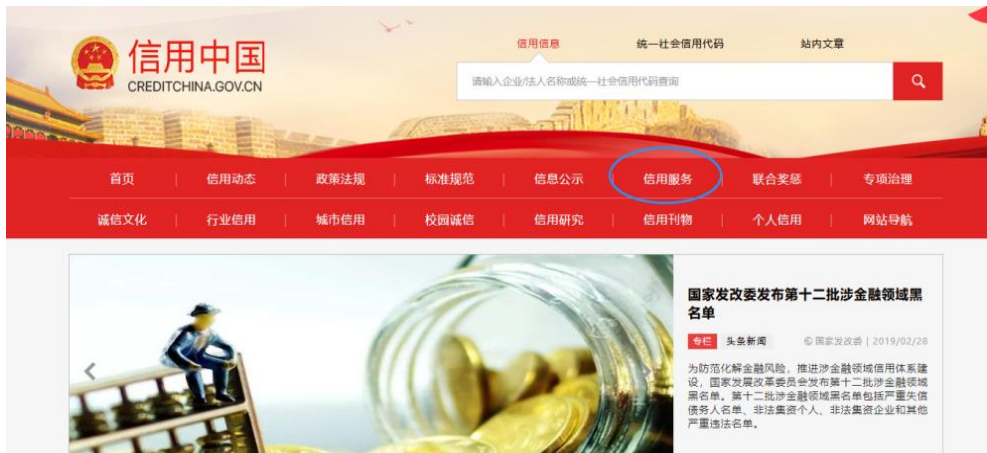 信用中国
CREDITCHINA.GOV.CN
信用信息 统一社会信用代码 站内文章
请输入企业/法人名称或统一社会信用代码查询
首页 | 信用动态 | 政策法规 | 标准规范 | 信息公示 | 信用服务 | 联合奖惩 | 专项治理
诚信文化 | 行业信用 | 城市信用 | 校园诚信 | 信用研究 | 信用刊物 | 个人信用 | 网站导航
国家发改委发布第十二批涉金融领域黑
名单
专栏 头条新闻 ©国家发改委 | 2019/02/28
为防范化解金融风险，推进涉金融领域信用体系建
设，国家发展改革委员会发布第十二批涉金融领域
黑名单。第十二批涉金融领域黑名单包括严重失信
债务人名单、非法集资个人、非法集资企业和其他
严重违法名单。